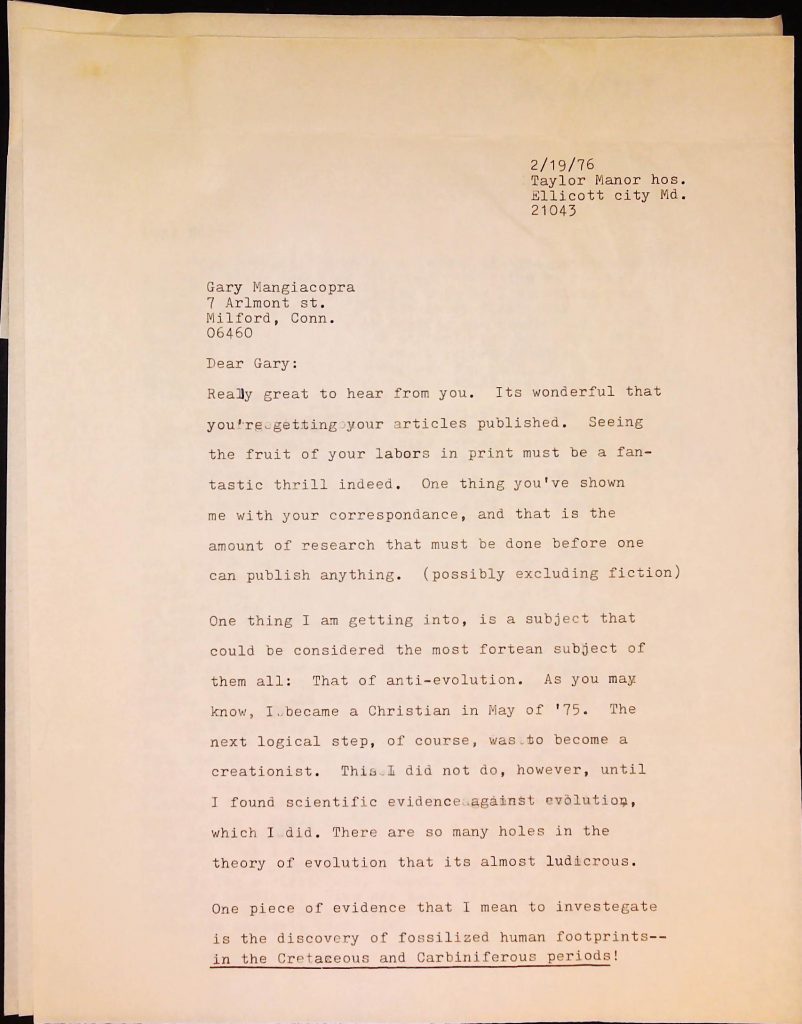 2/19/76
Taylor Manor hos.
Ellicott city Md.
21043
Gary Mangiacopra
7 Arlmont st.
Milford, Conn.
06460
Dear Gary:
Really great to hear from you. Its wonderful that
you're getting your articles published. Seeing
the fruit of your labors in print must be a fan-
tastic thrill indeed. One thing you've shown
me with your correspondance, and that is the
amount of research that must be done before one
can publish anything. (possibly excluding fiction)
One thing I am getting into, is a subject that
could be considered the most fortean subject of
them all: That of anti-evolution. As you may
know, I became a Christian in May of '75. The
next logical step, of course, was to become a
creationist. This I did not do, however, until
I found scientific evidence against evolution,
which I did. There are so many holes in the
theory of evolution that its almost ludicrous.
One piece of evidence that I mean to investegate
is the discovery of fossilized human footprints--
in the Cretaceous and Carbiniferous periods!